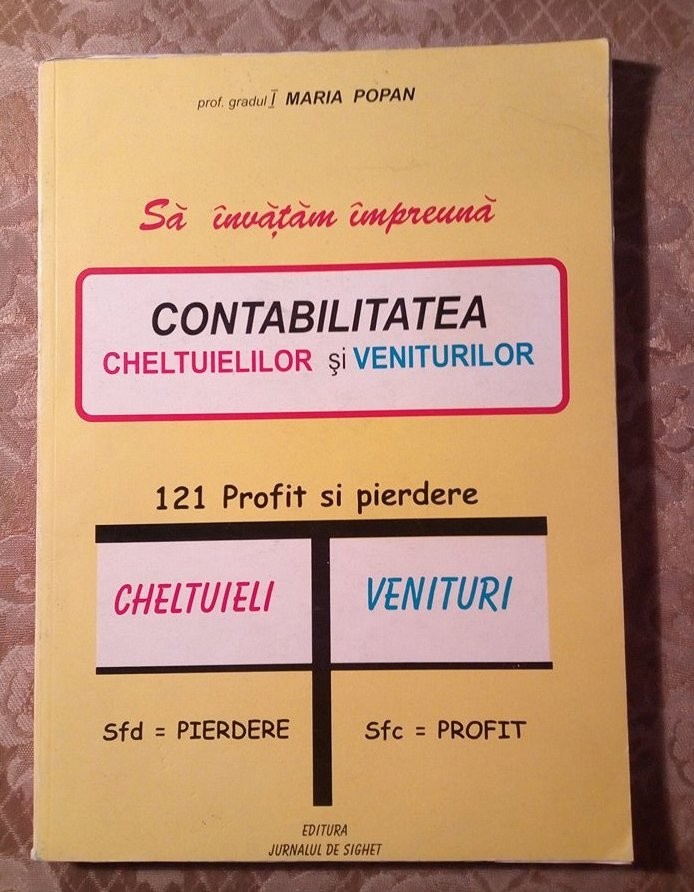 prof. gradul I MARIA POPAN
Să învăţăm împreună
CONTABILITATEA
CHELTUIELILOR şi VENITURILOR
121 Profit si pierdere
CHELTUIELI VENITURI
Sfd = PIERDERE Sfc = PROFIT
EDITURA
JURNALUL DE SIGHET